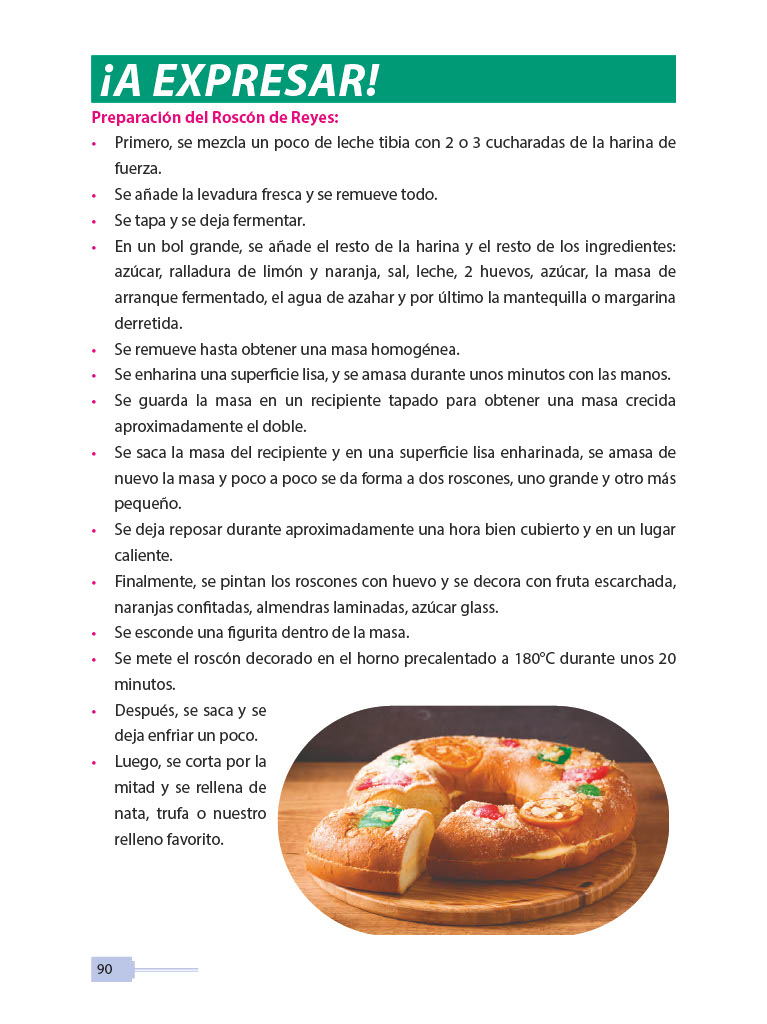 ¡A EXPRESAR!
Preparación del Roscón de Reyes:
• Primero, se mezcla un poco de leche tibia con 2 o 3 cucharadas de la harina de
fuerza.
• Se añade la levadura fresca y se remueve todo.
• Se tapa y se deja fermentar.
• En un bol grande, se añade el resto de la harina y el resto de los ingredientes:
azúcar, ralladura de limón y naranja, sal, leche, 2 huevos, azúcar, la masa de
arranque fermentado, el agua de azahar y por último la mantequilla o margarina
derretida.
• Se remueve hasta obtener una masa homogénea.
• Se enharina una superficie lisa, y se amasa durante unos minutos con las manos.
• Se guarda la masa en un recipiente tapado para obtener una masa crecida
aproximadamente el doble.
• Se saca la masa del recipiente y en una superficie lisa enharinada, se amasa de
nuevo la masa y poco a poco se da forma a dos roscones, uno grande y otro más
pequeño.
• Se deja reposar durante aproximadamente una hora bien cubierto y en un lugar
caliente.
• Finalmente, se pintan los roscones con huevo y se decora con fruta escarchada,
naranjas confitadas, almendras laminadas, azúcar glass.
• Se esconde una figurita dentro de la masa.
• Se mete el roscón decorado en el horno precalentado a 180°C durante unos 20
minutos.
• Después, se saca y se
deja enfriar un poco.
• Luego, se corta por la
mitad y se rellena de
nata, trufa o nuestro
relleno favorito.
90